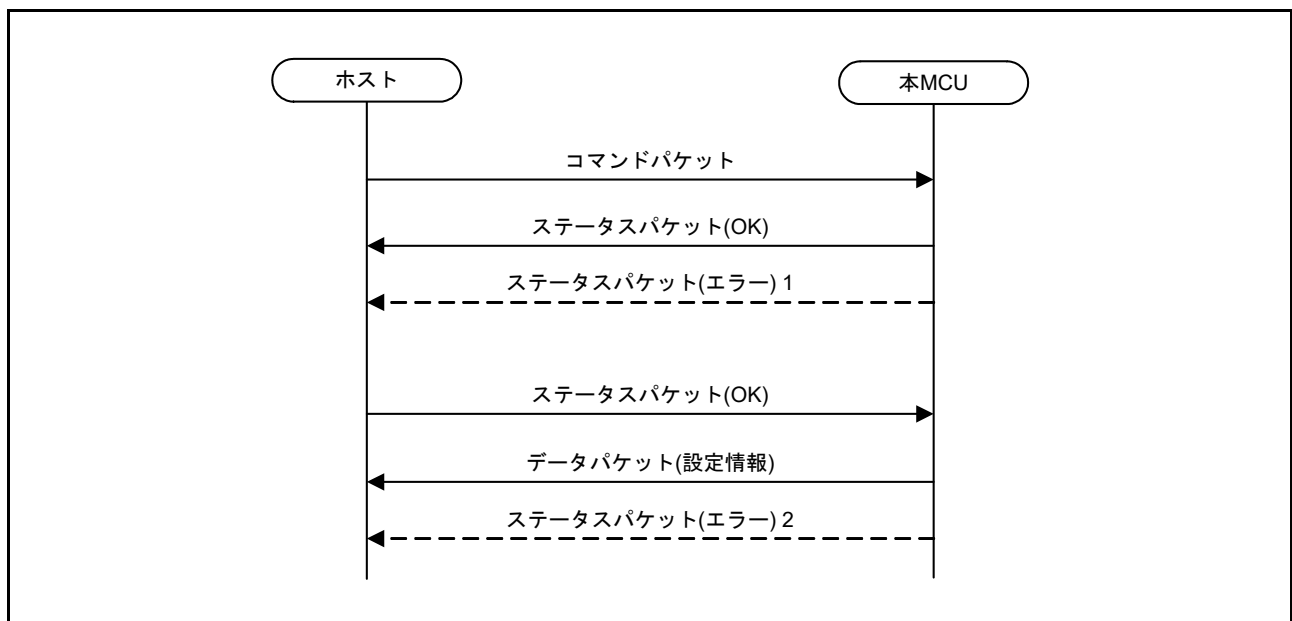 ホスト
本MCU
コマンドパケット
ステータスパケット(OK)
ステータスパケット(エラー) 1
ステータスパケット(OK)
データパケット(設定情報)
ステータスパケット(エラー) 2